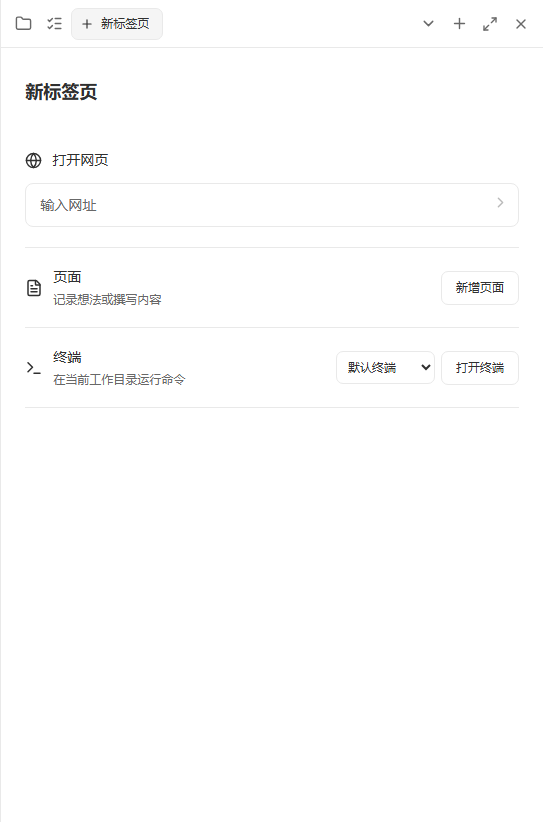 新标签页
新标签页
打开网页
输入网址
页面
记录想法或撰写内容
新增页面
终端
在当前工作目录运行命令
默认终端
打开终端